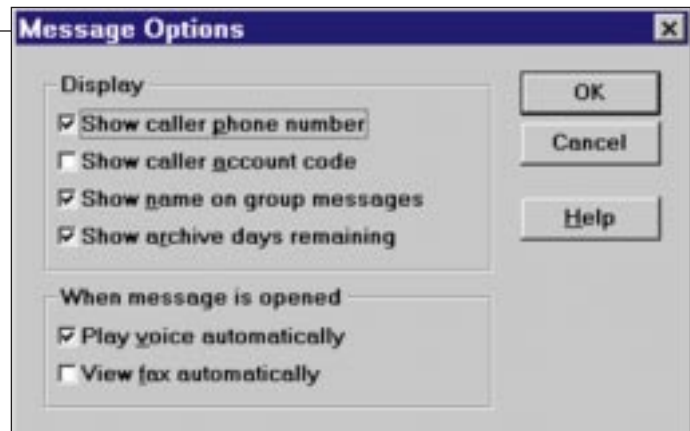 Message Options
Display
Show caller phone number
Show caller account code
Show name on group messages
Show archive days remaining
When message is opened
Play voice automatically
View fax automatically
OK
Cancel
Help